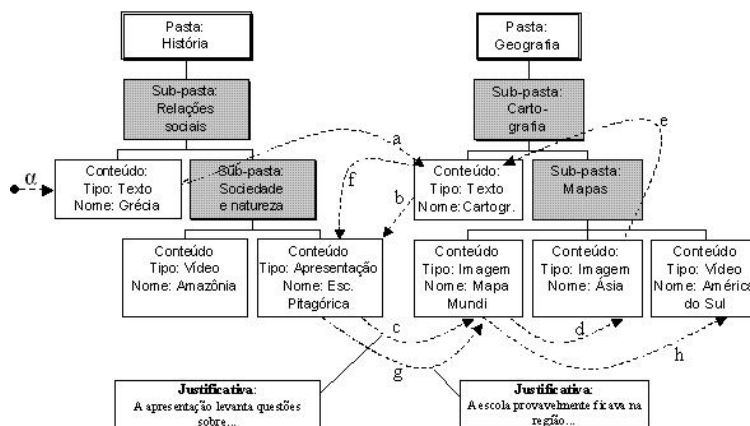 Pasta:
História
Pasta:
Geografia
Sub-pasta:
Relações
sociais
Sub-pasta:
Carto-
grafia
a
e
α
Conteúdo:
Tipo: Texto
Nome: Grécia
Sub-pasta:
Sociedade
e natureza
f
b
Conteúdo:
Tipo: Texto
Nome:Cartogr.
Sub-pasta:
Mapas
Conteúdo
Tipo: Vídeo
Nome: Amazônia
Conteúdo
Tipo: Apresentação
Nome: Esc.
Pitagórica
Conteúdo
Tipo: Imagem
Nome: Mapa
Mundi
Conteúdo:
Tipo: Imagem
Nome: Ásia
Conteúdo
Tipo: Vídeo
Nome: América
do Sul
c
d
g
h
Justificativa:
A apresentação levanta questões
sobre...
Justificativa:
A escola provavelmente ficava na
região...